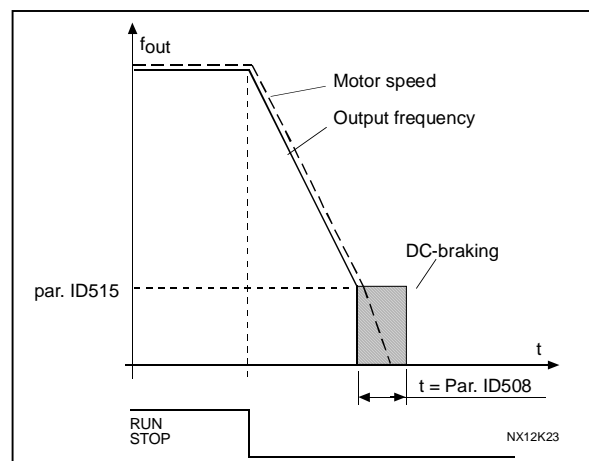 fout
Motor speed
Output frequency
DC-braking
par. ID515
t
t = Par. ID508
RUN
STOP
NX12K23